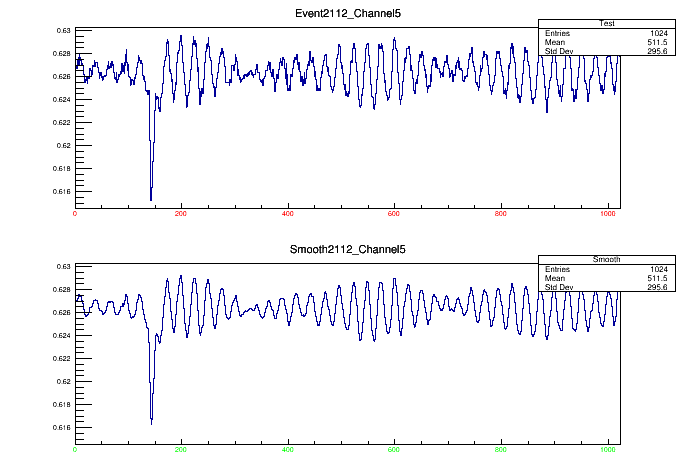 Event2112_Channel5
Test
Entries 1024
Mean 511.5
Std Dev 295.6
0.63
0.628
0.626
0.624
0.622
0.62
0.618
0.616
0 200 400 600 800 1000
Smooth2112_Channel5
Smooth
Entries 1024
Mean 511.5
Std Dev 295.6
0.63
0.628
0.626
0.624
0.622
0.62
0.618
0.616
0 200 400 600 800 1000